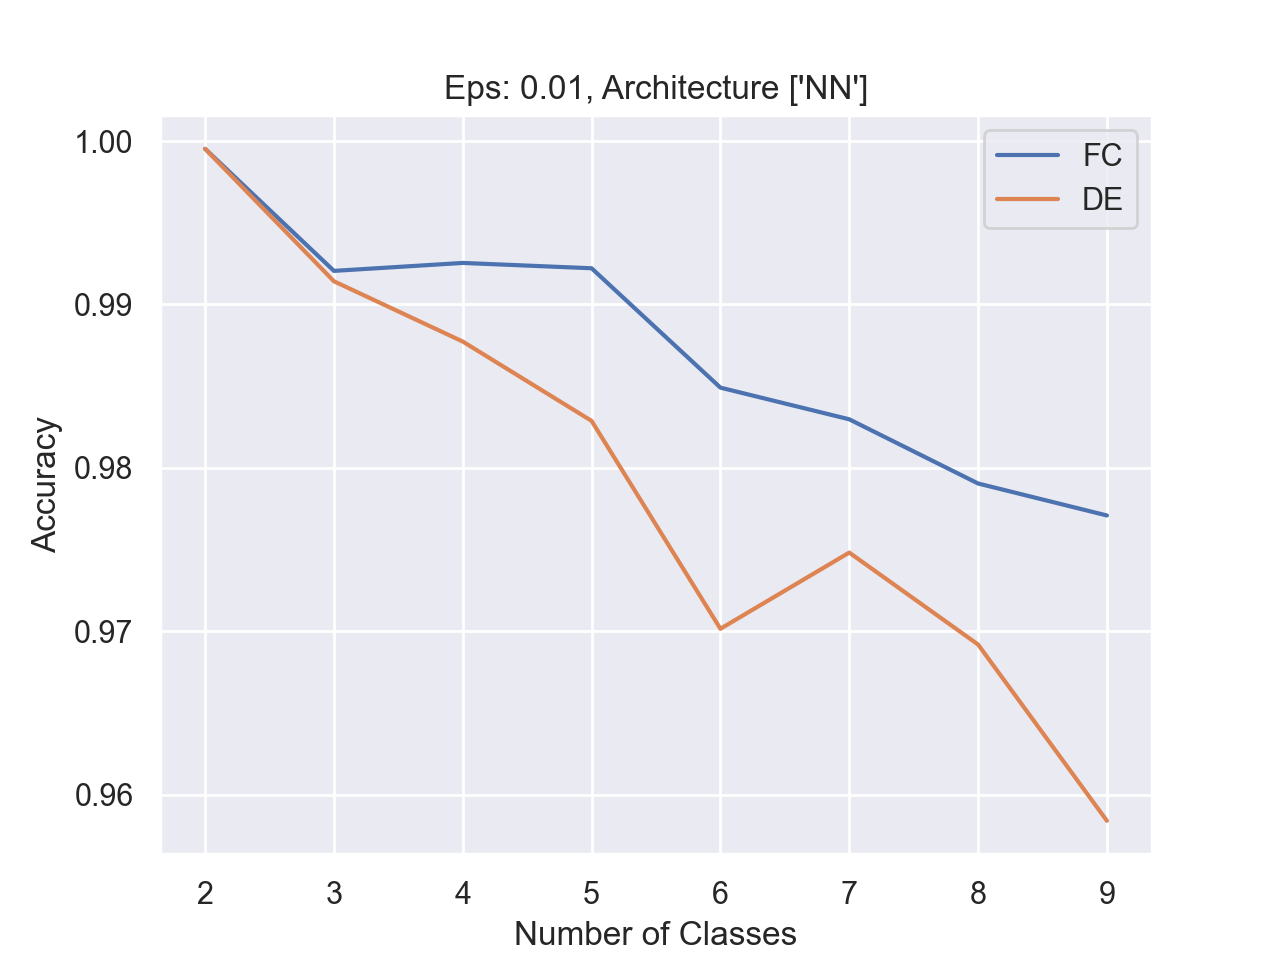 Eps: 0.01, Architecture ['NN']
FC
DE
1.00
0.99
0.98
0.97
0.96
Accuracy
2 3 4 5 6 7 8 9
Number of Classes